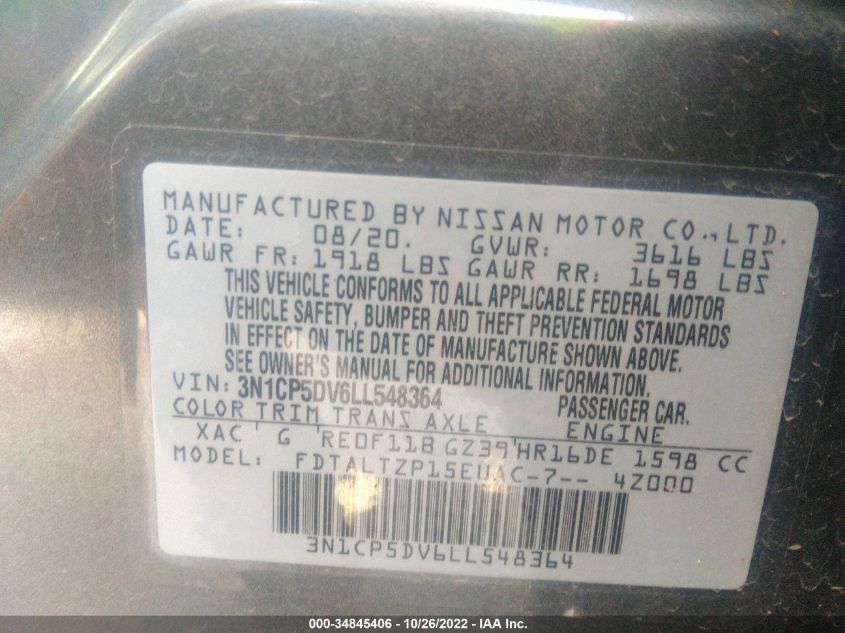 MANUFACTURED BY NISSAN MOTOR CO.,LTD.
DATE: 08/20. GVWR: 3616 LBS
GAWR FR: 1918 LBS GAWR RR: 1698 LBS
THIS VEHICLE CONFORMS TO ALL APPLICABLE FEDERAL MOTOR
VEHICLE SAFETY, BUMPER AND THEFT PREVENTION STANDARDS
IN EFFECT ON THE DATE OF MANUFACTURE SHOWN ABOVE.
SEE OWNER'S MANUAL FOR ADDITIONAL INFORMATION.
VIN: 3N1CP5DV6LL548364 PASSENGER CAR.
COLOR TRIM TRANS AXLE ENGINE
XAC G RE0F11B GZ39 HR16DE 1598 CC
MODEL: FDTALTZP15EUAC-7-- 4Z000
3N1CP5DV6LL548364
000-34845406 - 10/26/2022 - IAA Inc.